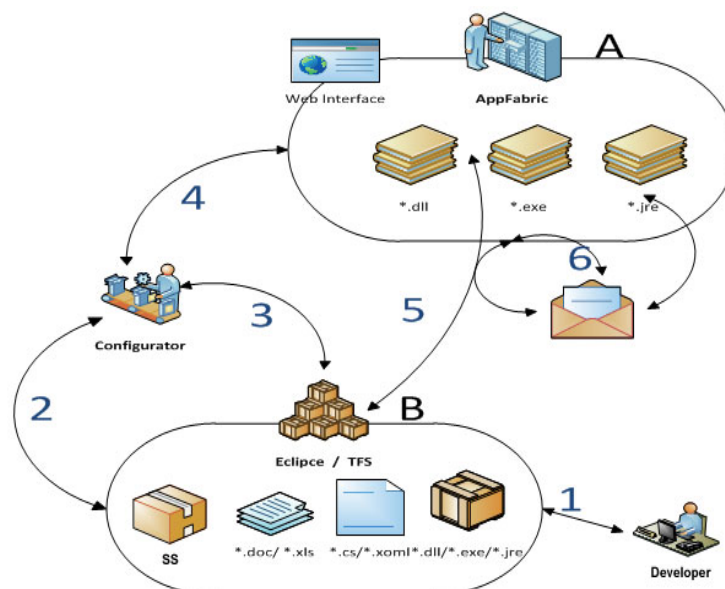 A
Web Interface
AppFabric
*.dll
*.exe
*.jre
4
6
3
5
Configurator
2
B
Eclipce / TFS
1
SS
*.doc/ *.xls
*.cs/*.xoml
*.dll/*.exe/*.jre
Developer